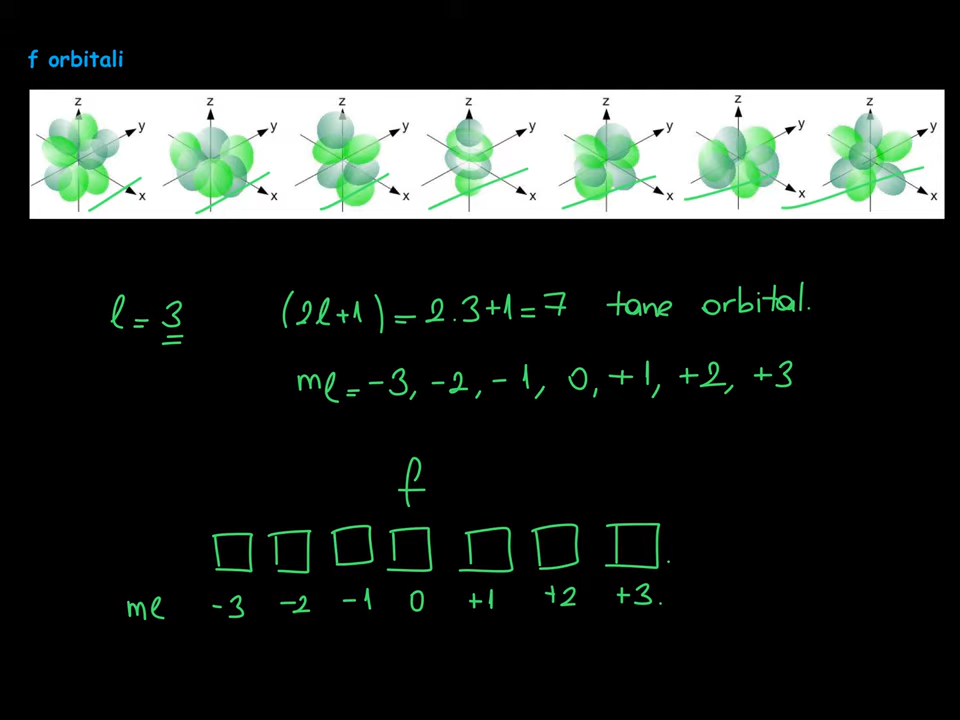 f orbitali
z z z z z z z
y y y y y y y
x x x x x x x
l = 3 (2l+1) = 2.3+1 = 7 tane orbital.
ml = -3, -2, -1, 0, +1, +2, +3
f
ml -3 -2 -1 0 +1 +2 +3.